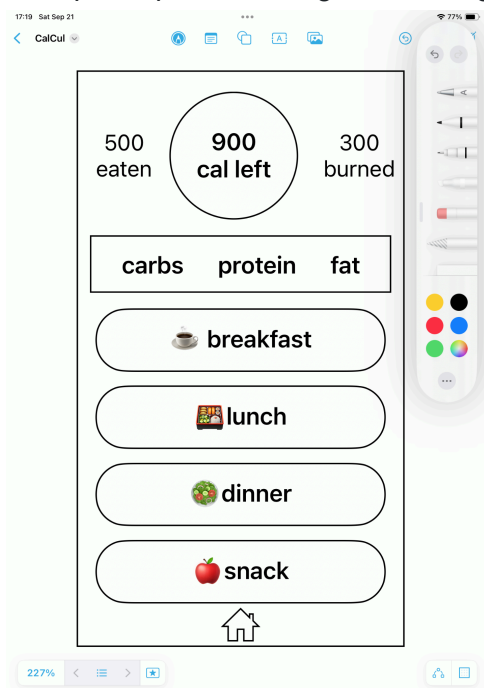 17:19 Sat Sep 21
77%
CalCul
A
500
eaten
900
cal left
300
burned
carbs protein fat
breakfast
lunch
dinner
snack
227%